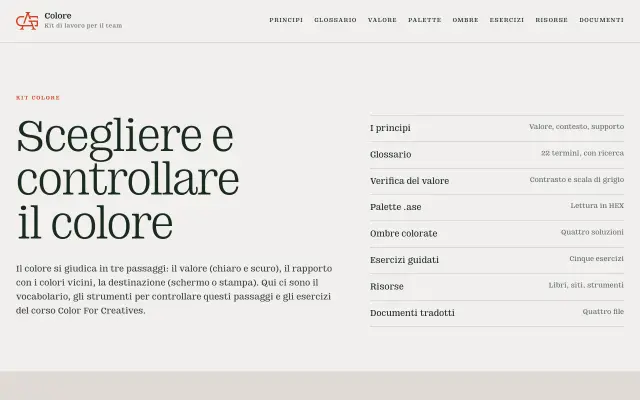 Colore
Kit di lavoro per il team
PRINCIPI GLOSSARIO VALORE PALETTE OMBRE ESERCIZI RISORSE DOCUMENTI
KIT COLORE
Scegliere e
controllare
il colore
Il colore si giudica in tre passaggi: il valore (chiaro e scuro), il rapporto
con i colori vicini, la destinazione (schermo o stampa). Qui ci sono il
vocabolario, gli strumenti per controllare questi passaggi e gli esercizi
del corso Color For Creatives.
I principi Valore, contesto, supporto
Glossario 22 termini, con ricerca
Verifica del valore Contrasto e scala di grigio
Palette .ase Lettura in HEX
Ombre colorate Quattro soluzioni
Esercizi guidati Cinque esercizi
Risorse Libri, siti, strumenti
Documenti tradotti Quattro file